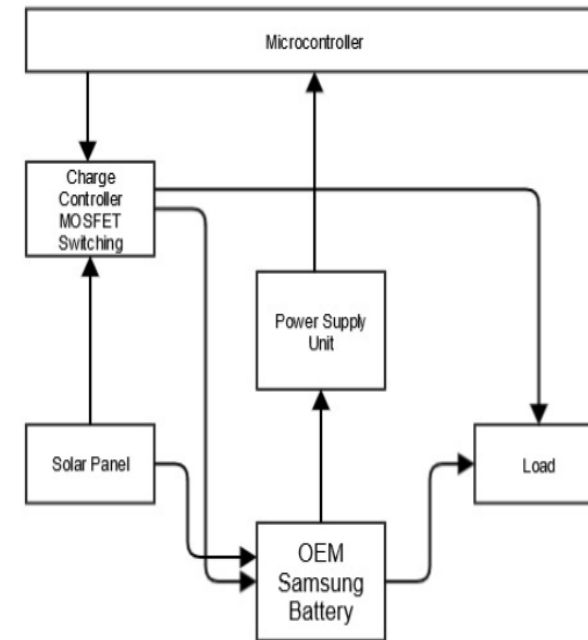 Microcontroller
Charge
Controller
MOSFET
Switching
Power Supply
Unit
Solar Panel
Load
OEM
Samsung
Battery